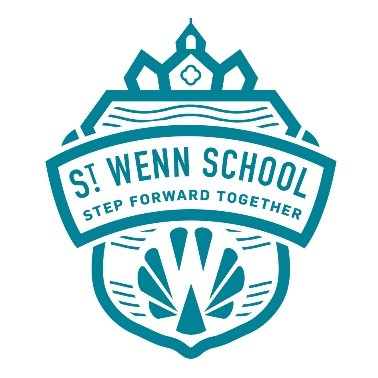 ST. WENN SCHOOL
STEP FORWARD TOGETHER
W